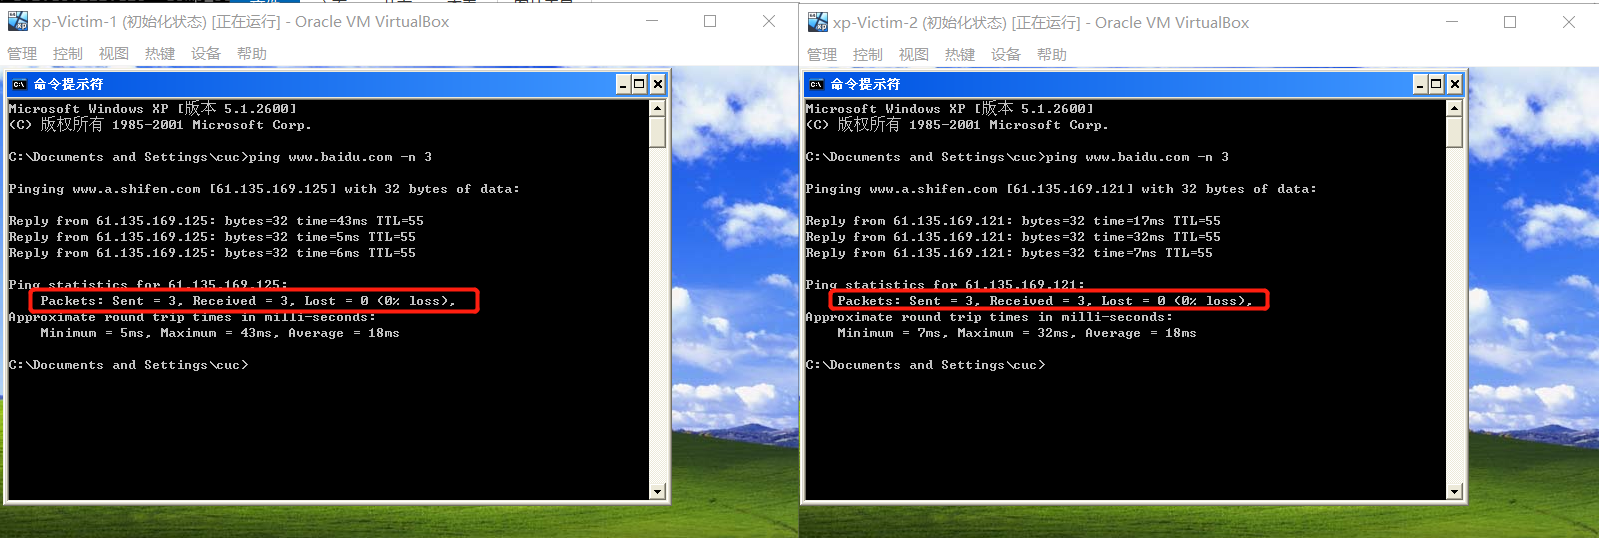 xp-Victim-1 (初始化状态) [正在运行] - Oracle VM VirtualBox
管理 控制 视图 热键 设备 帮助
命令提示符
Microsoft Windows XP [版本 5.1.2600]
(C) 版权所有 1985-2001 Microsoft Corp.
C:\Documents and Settings\cuc>ping www.baidu.com -n 3
Pinging www.a.shifen.com [61.135.169.125] with 32 bytes of data:
Reply from 61.135.169.125: bytes=32 time=43ms TTL=55
Reply from 61.135.169.125: bytes=32 time=5ms TTL=55
Reply from 61.135.169.125: bytes=32 time=6ms TTL=55
Ping statistics for 61.135.169.125:
Packets: Sent = 3, Received = 3, Lost = 0 (0% loss),
Approximate round trip times in milli-seconds:
Minimum = 5ms, Maximum = 43ms, Average = 18ms
C:\Documents and Settings\cuc>
xp-Victim-2 (初始化状态) [正在运行] - Oracle VM VirtualBox
管理 控制 视图 热键 设备 帮助
命令提示符
Microsoft Windows XP [版本 5.1.2600]
(C) 版权所有 1985-2001 Microsoft Corp.
C:\Documents and Settings\cuc>ping www.baidu.com -n 3
Pinging www.a.shifen.com [61.135.169.121] with 32 bytes of data:
Reply from 61.135.169.121: bytes=32 time=17ms TTL=55
Reply from 61.135.169.121: bytes=32 time=32ms TTL=55
Reply from 61.135.169.121: bytes=32 time=7ms TTL=55
Ping statistics for 61.135.169.121:
Packets: Sent = 3, Received = 3, Lost = 0 (0% loss),
Approximate round trip times in milli-seconds:
Minimum = 7ms, Maximum = 32ms, Average = 18ms
C:\Documents and Settings\cuc>